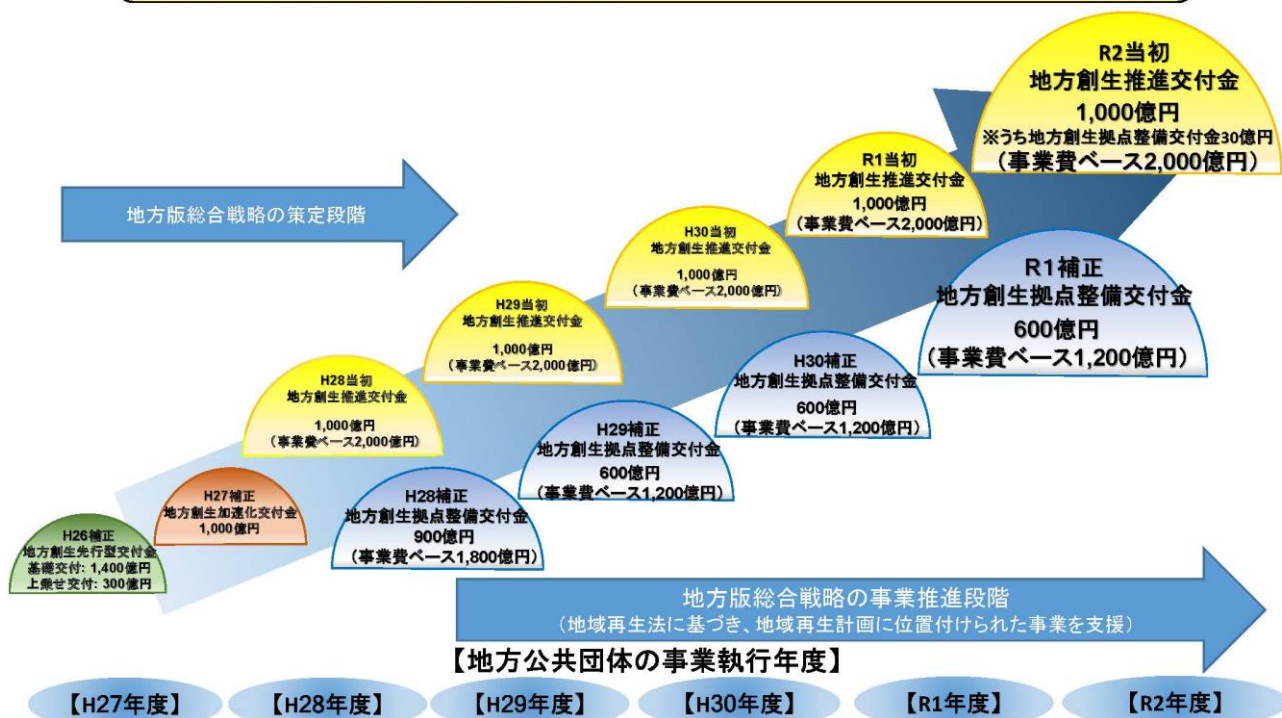 R2当初
地方創生推進交付金
1,000億円
※うち地方創生拠点整備交付金30億円
(事業費ベース2,000億円)
R1当初
地方創生推進交付金
1,000億円
(事業費ベース2,000億円)
地方版総合戦略の策定段階
H30当初
地方創生推進交付金
1,000億円
(事業費ベース2,000億円)
R1補正
地方創生拠点整備交付金
600億円
(事業費ベース1,200億円)
H29当初
地方創生推進交付金
1,000億円
(事業費ベース2,000億円)
H30補正
地方創生拠点整備交付金
600億円
(事業費ベース1,200億円)
H28当初
地方創生推進交付金
1,000億円
(事業費ベース2,000億円)
H29補正
地方創生拠点整備交付金
600億円
(事業費ベース1,200億円)
H27補正
地方創生加速化交付金
1,000億円
H28補正
地方創生拠点整備交付金
900億円
(事業費ベース1,800億円)
H26補正
地方創生先行型交付金
基礎交付: 1,400億円
上乗せ交付: 300億円
地方版総合戦略の事業推進段階
(地域再生法に基づき、地域再生計画に位置付けられた事業を支援)
【地方公共団体の事業執行年度】
【H27年度】 【H28年度】 【H29年度】 【H30年度】 【R1年度】 【R2年度】